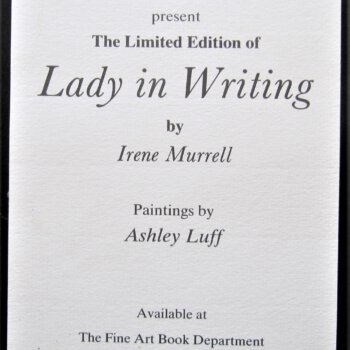 present
The Limited Edition of
Lady in Writing
by
Irene Murrell
Paintings by
Ashley Luff
Available at
The Fine Art Book Department